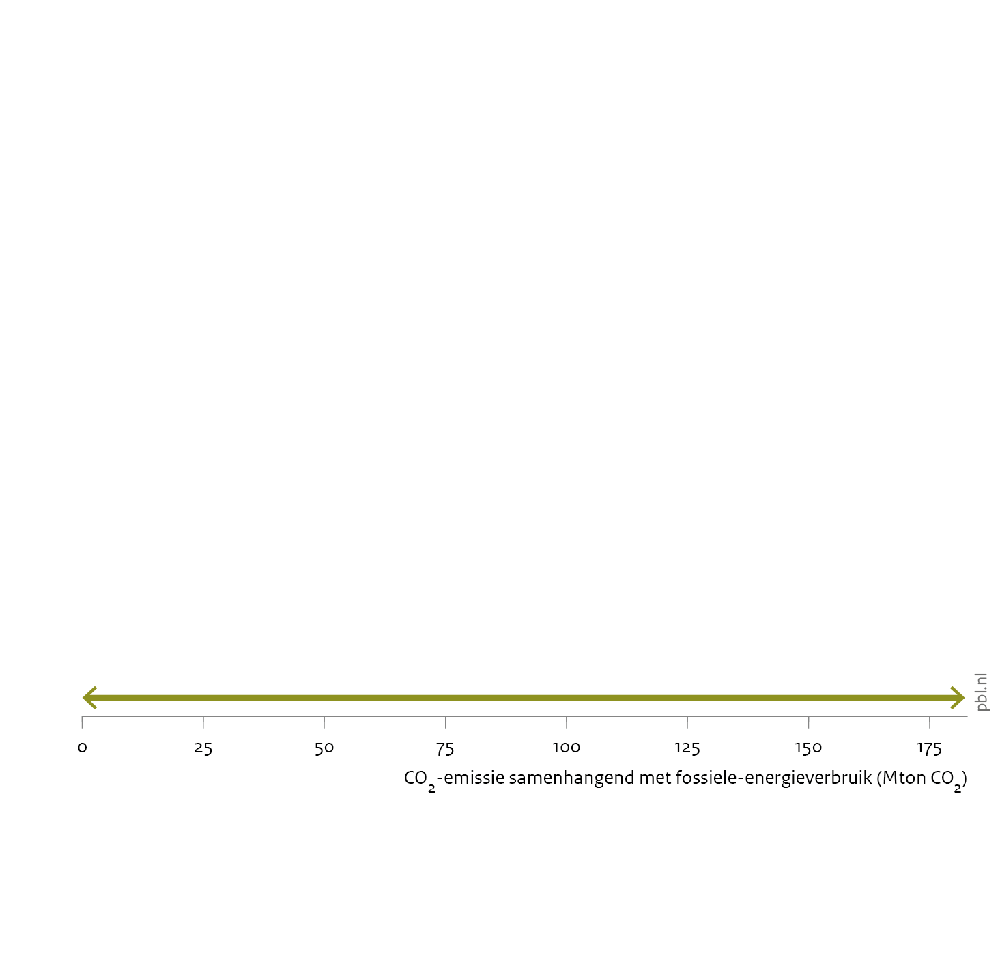 pbl.nl
0 25 50 75 100 125 150 175
CO₂-emissie samenhangend met fossiele-energieverbruik (Mton CO₂)